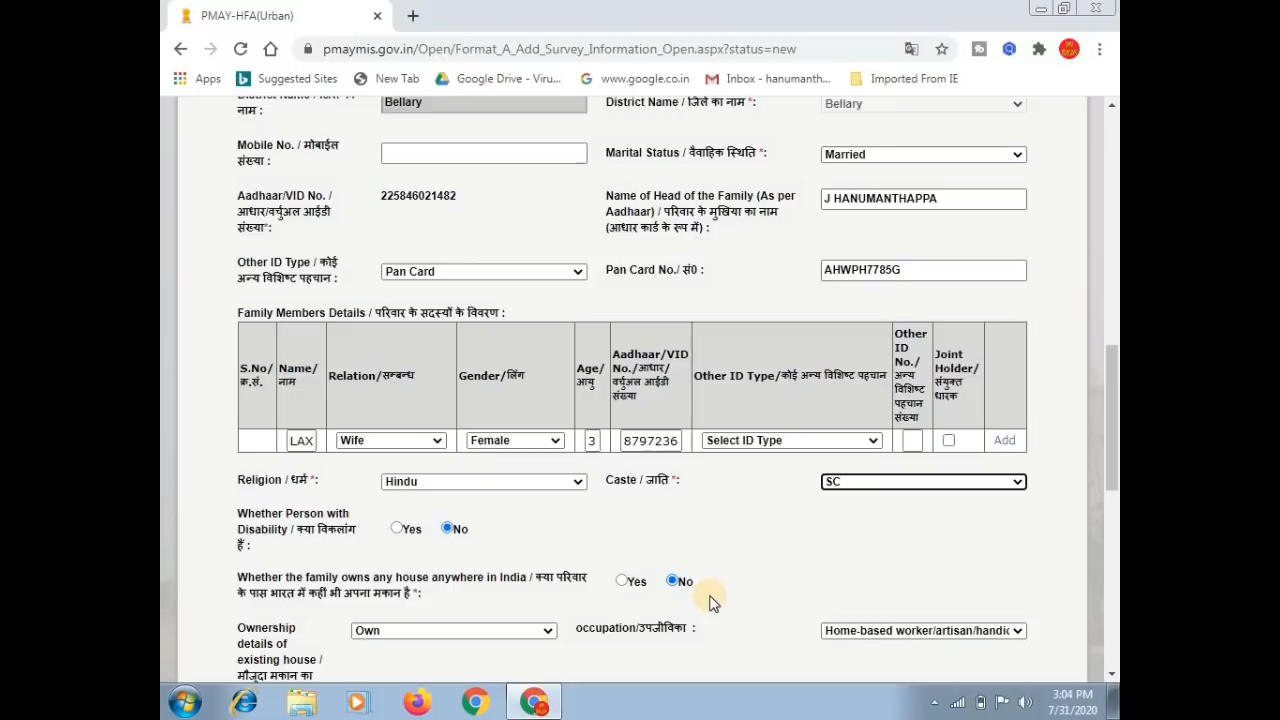 PMAY-HFA(Urban)
pmaymis.gov.in/Open/Format_A_Add_Survey_Information_Open.aspx?status=new
Apps Suggested Sites New Tab Google Drive - Viru... www.google.co.in Inbox - hanumanth... Imported From IE
नाम : Bellary District Name / जिले का नाम *: Bellary
Mobile No. / मोबाईल
संख्या :
Marital Status / वैवाहिक स्थिति *: Married
Aadhaar/VID No. /
आधार/वर्चुअल आईडी
संख्या*:
225846021482
Name of Head of the Family (As per
Aadhaar) / परिवार के मुखिया का नाम
(आधार कार्ड के रूप में) :
J HANUMANTHAPPA
Other ID Type / कोई
अन्य विशिष्ट पहचान :
Pan Card
Pan Card No./ सं0 : AHWPH7785G
Family Members Details / परिवार के सदस्यों के विवरण :
S.No/
क्र.सं.
Name/
नाम
Relation/सम्बन्ध
Gender/लिंग
Age/
आयु
Aadhaar/VID
No./आधार/
वर्चुअल आईडी
संख्या
Other ID Type/कोई अन्य विशिष्ट पहचान
Other
ID
No./
अन्य
विशिष्ट
पहचान
संख्या
Joint
Holder/
संयुक्त
धारक
LAX Wife Female 3 8797236 Select ID Type Add
Religion / धर्म *: Hindu Caste / जाति *: SC
Whether Person with
Disability / क्या विकलांग
हैं :
Yes No
Whether the family owns any house anywhere in India / क्या परिवार
के पास भारत में कहीं भी अपना मकान है *:
Yes No
Ownership
details of
existing house /
मौजूदा मकान का
Own
occupation/उपजीविका : Home-based worker/artisan/handic
3:04 PM
7/31/2020